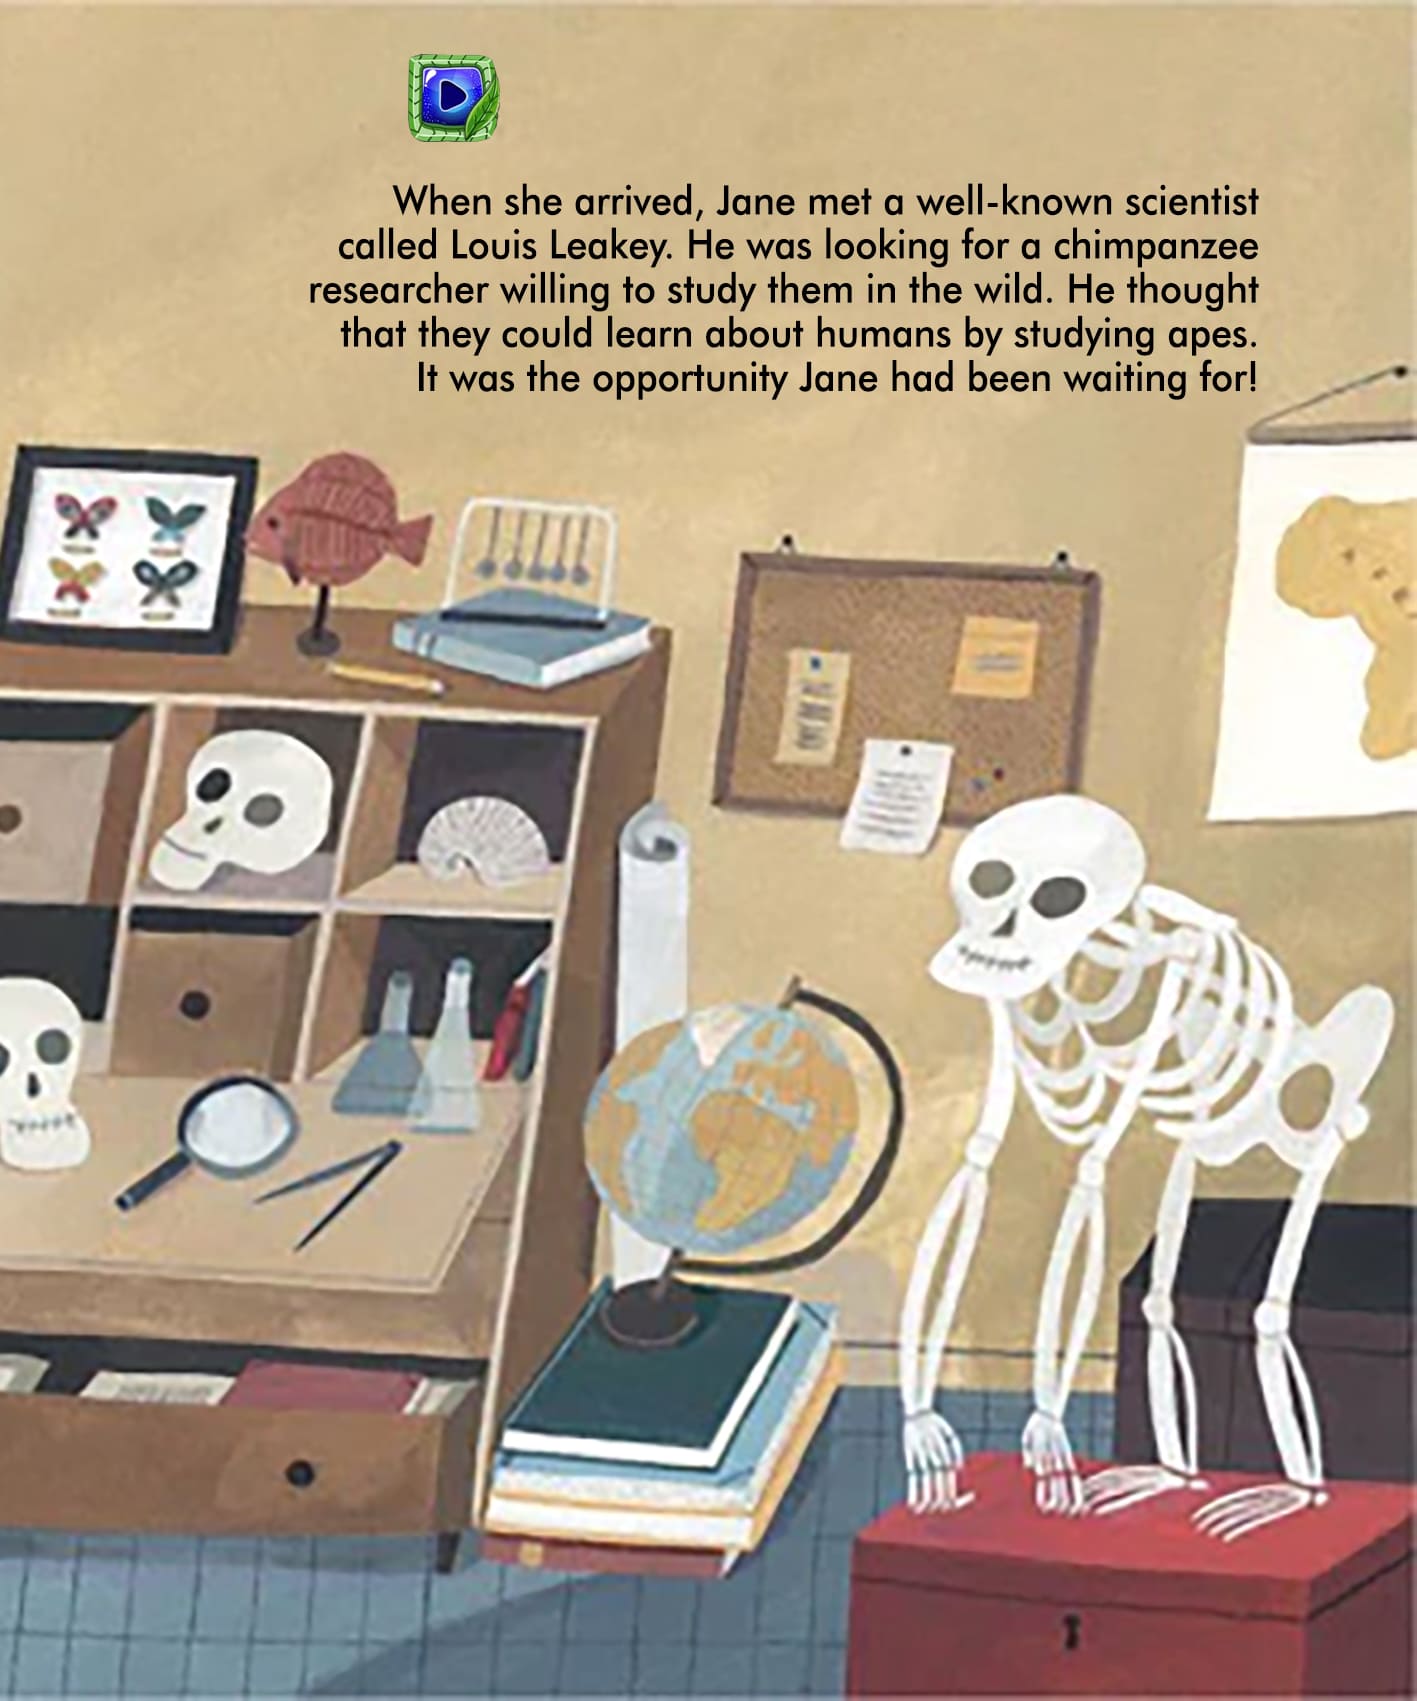 When she arrived, Jane met a well-known scientist
called Louis Leakey. He was looking for a chimpanzee
researcher willing to study them in the wild. He thought
that they could learn about humans by studying apes.
It was the opportunity Jane had been waiting for!